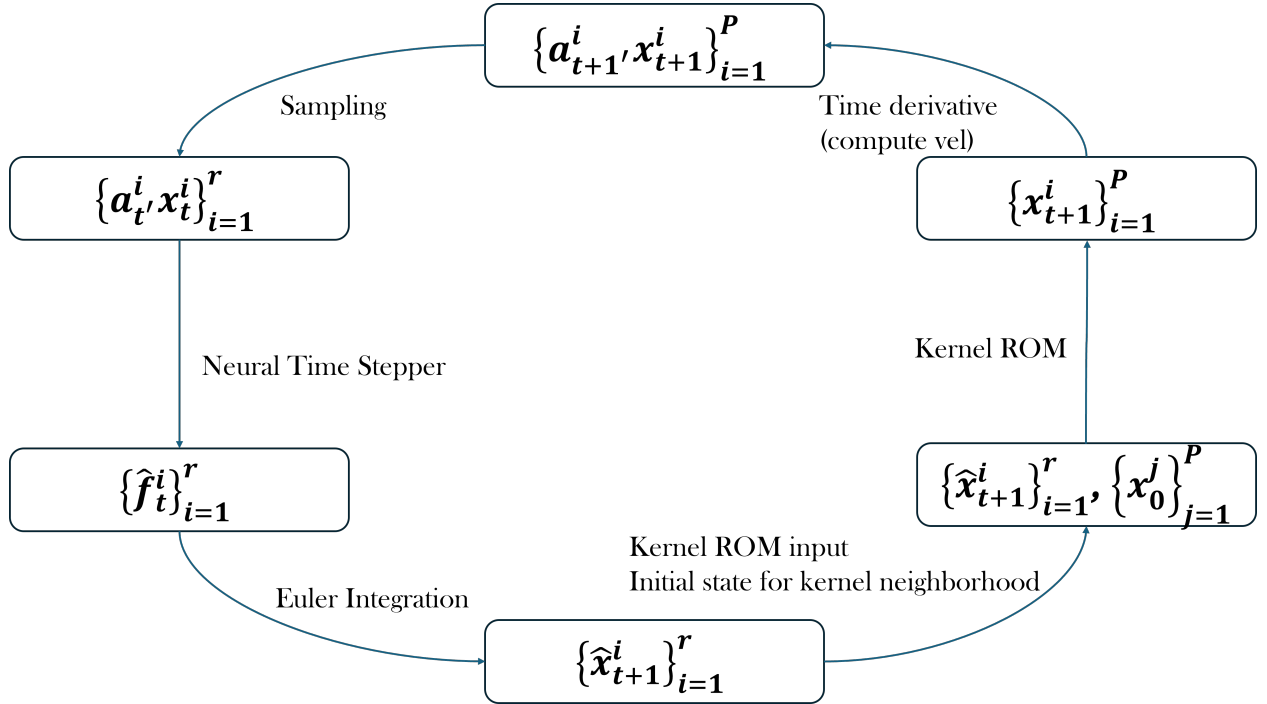 {a^i_{t+1}, x^i_{t+1}}^P_{i=1}
Sampling
Time derivative
(compute vel)
{a^i_t, x^i_t}^r_{i=1}
{x^i_{t+1}}^P_{i=1}
Neural Time Stepper
Kernel ROM
{f̂^i_t}^r_{i=1}
{x̂^i_{t+1}}^r_{i=1}, {x^j_0}^P_{j=1}
Kernel ROM input
Initial state for kernel neighborhood
Euler Integration
{x̂^i_{t+1}}^r_{i=1}